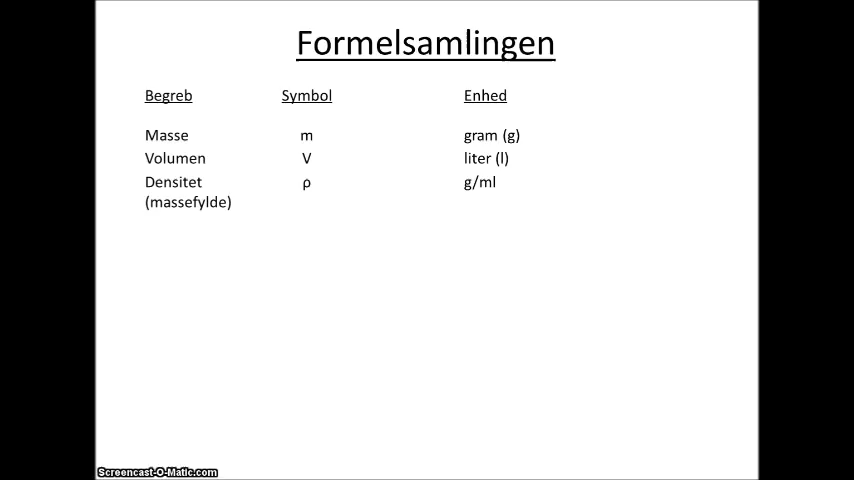 Formelsamlingen
Begreb Symbol Enhed
Masse m gram (g)
Volumen V liter (l)
Densitet ρ g/ml
(massefylde)
Screencast-O-Matic.com